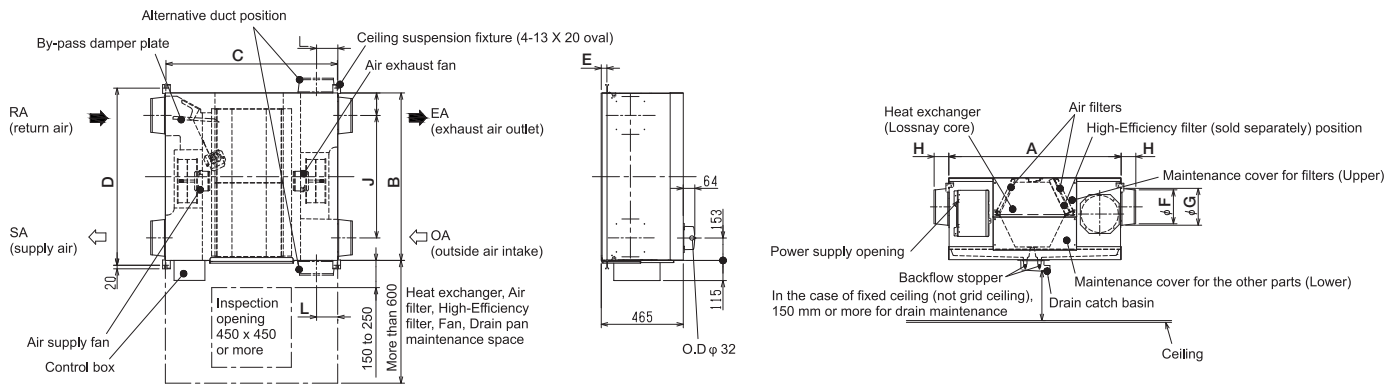 Alternative duct position
By-pass damper plate
L
C
Ceiling suspension fixture (4-13 X 20 oval)
Air exhaust fan
RA
(return air)
EA
(exhaust air outlet)
D
J
B
SA
(supply air)
OA
(outside air intake)
20
L
Inspection
opening
450 x 450
or more
150 to 250
More than 600
Heat exchanger, Air
filter, High-Efficiency
filter, Fan, Drain pan
maintenance space
Air supply fan
Control box
E
64
153
115
465
O.D φ 32
Heat exchanger
(Lossnay core)
Air filters
High-Efficiency filter (sold separately) position
H
A
H
Maintenance cover for filters (Upper)
φF
φG
Power supply opening
Backflow stopper
Maintenance cover for the other parts (Lower)
In the case of fixed ceiling (not grid ceiling),
150 mm or more for drain maintenance
Drain catch basin
Ceiling